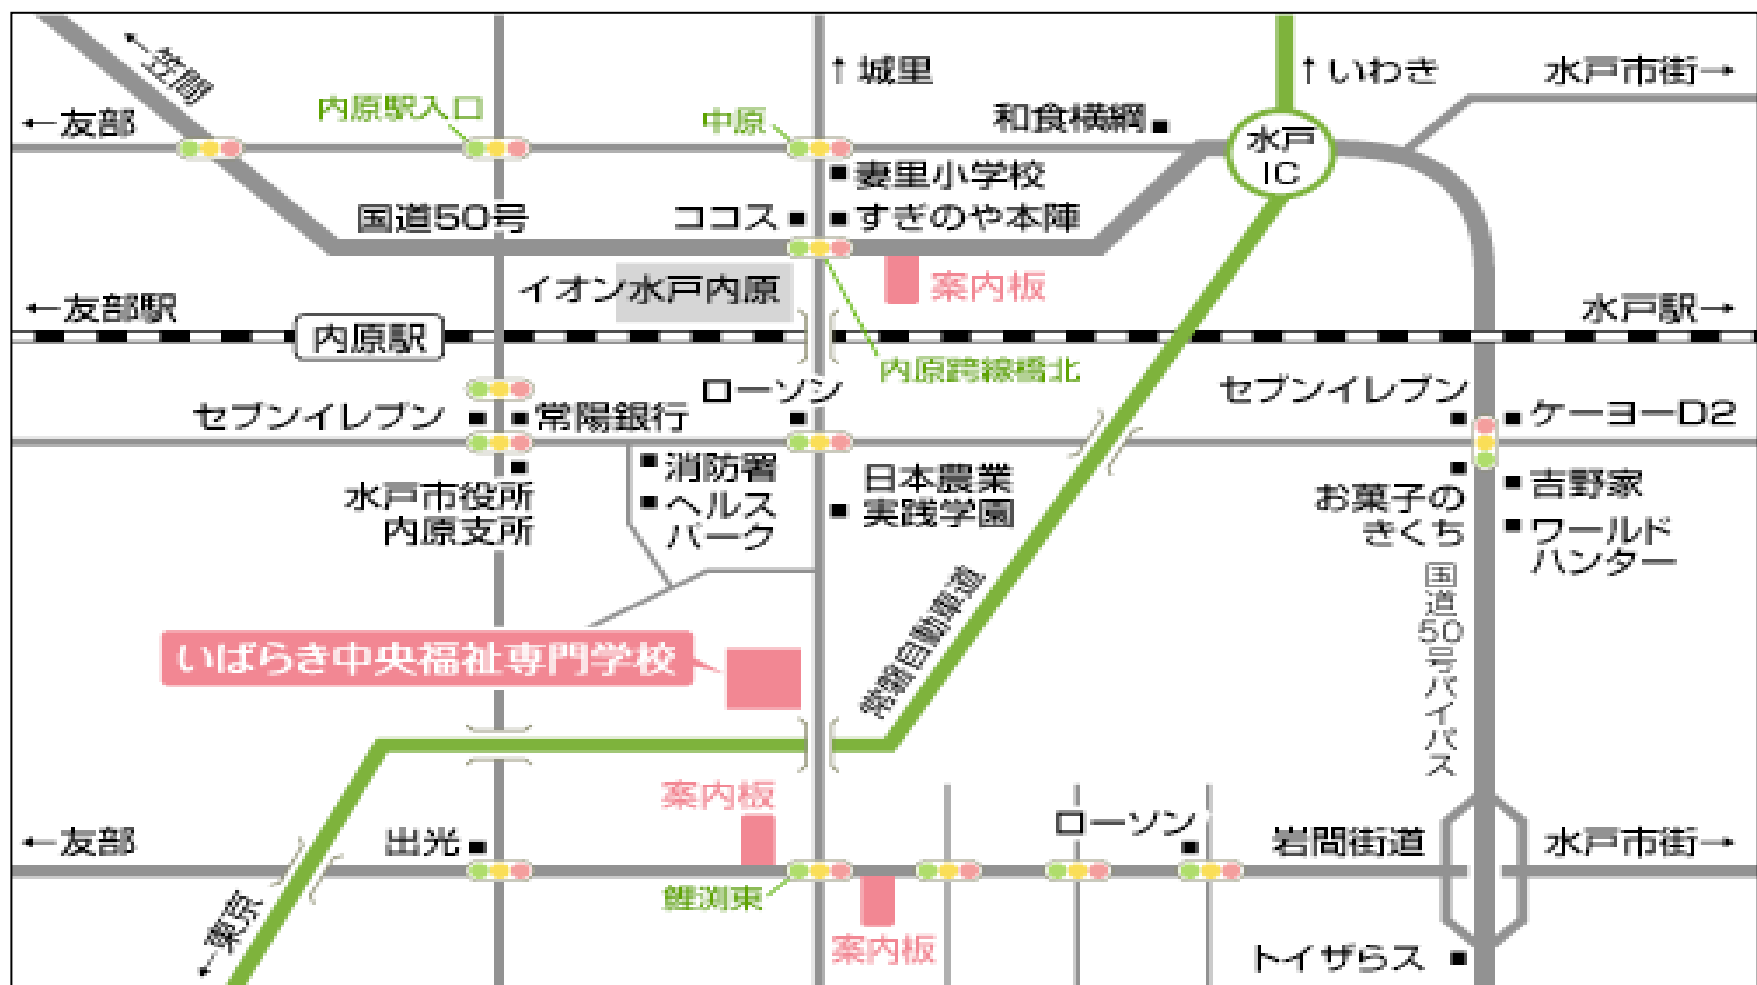 ←笠間
↑城里
↑いわき
水戸市街→
←友部
内原駅入口
中原
和食横綱
水戸
IC
妻里小学校
国道50号
ココス
すぎのや本陣
イオン水戸内原
案内板
←友部駅
水戸駅→
内原駅
内原跨線橋北
ローソン
セブンイレブン
常陽銀行
セブンイレブン
ケーヨーD2
消防署
ヘルス
パーク
日本農業
実践学園
水戸市役所
内原支所
お菓子の
きくち
吉野家
ワールド
ハンター
国道50号バイパス
常磐自動車道
いばらき中央福祉専門学校
案内板
←友部
出光
ローソン
岩間街道
水戸市街→
鯉渕東
←東京
案内板
トイザらス